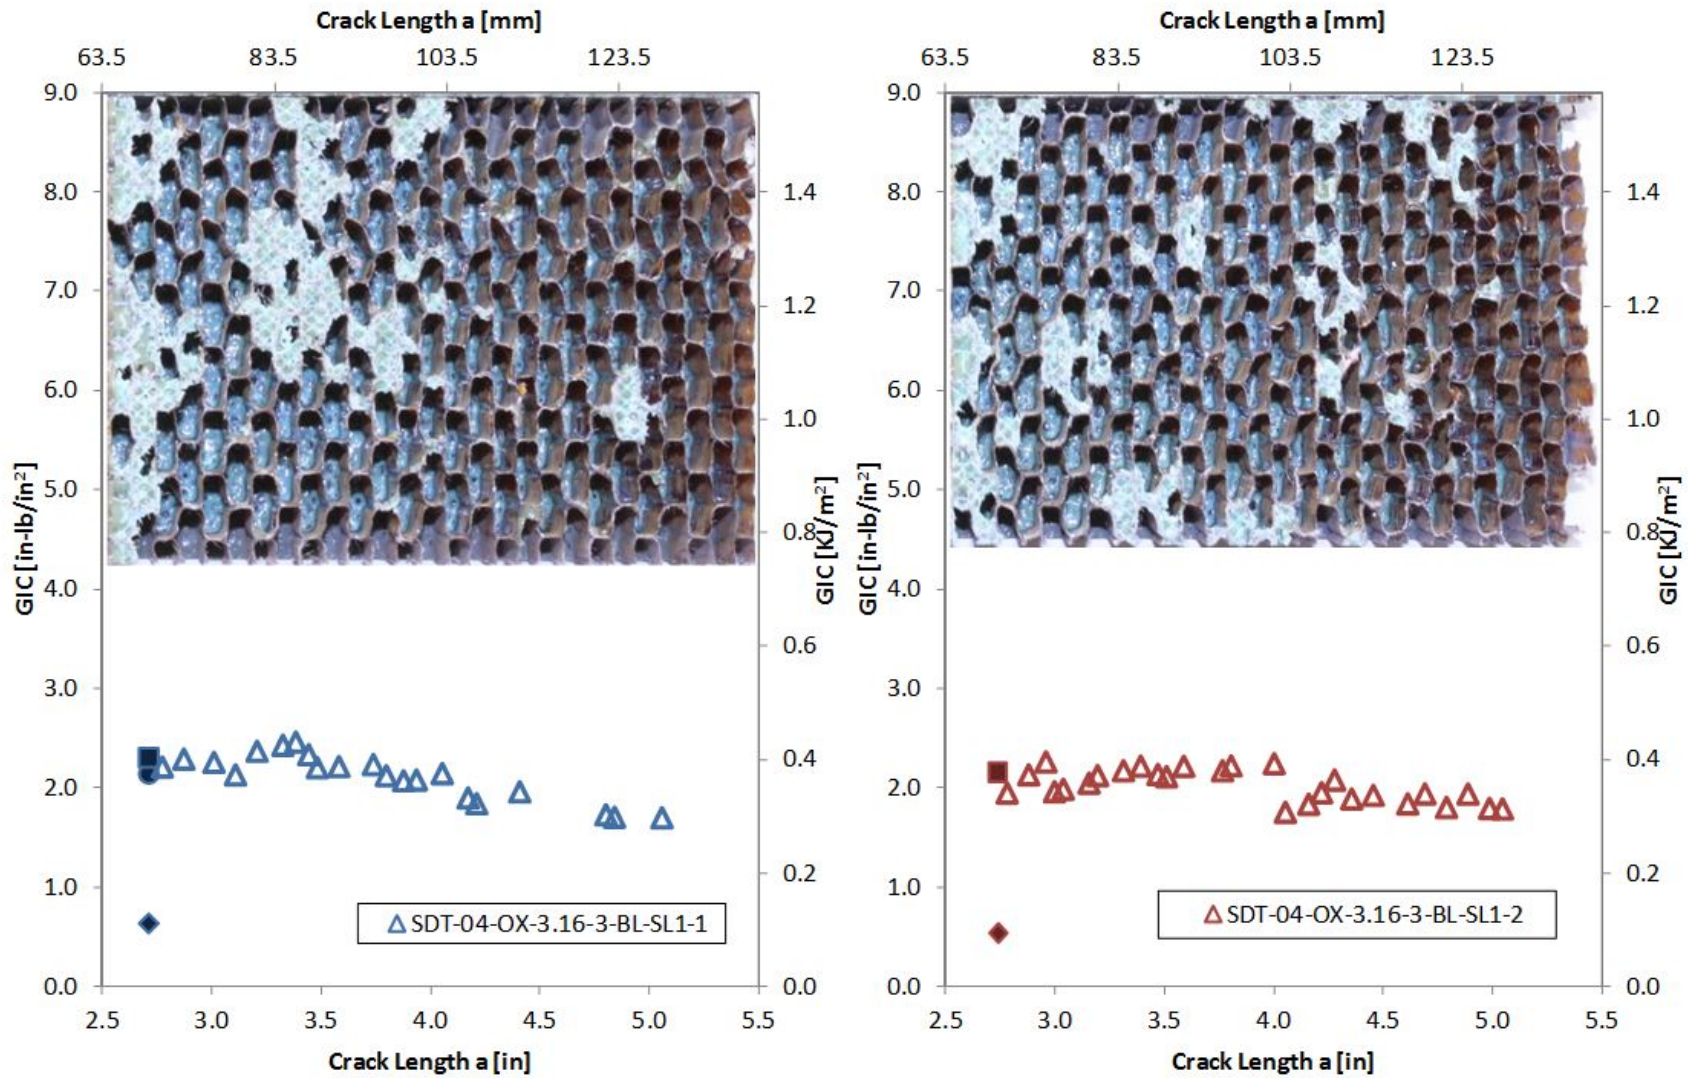 Crack Length a [mm]
63.5 83.5 103.5 123.5
9.0
8.0
7.0
6.0
5.0
4.0
3.0
2.0
1.0
0.0
GIC [in-lb/in²]
1.4
1.2
1.0
0.8
0.6
0.4
0.2
0.0
GIC [KJ/m²]
SDT-04-OX-3.16-3-BL-SL1-1
2.5 3.0 3.5 4.0 4.5 5.0 5.5
Crack Length a [in]
Crack Length a [mm]
63.5 83.5 103.5 123.5
9.0
8.0
7.0
6.0
5.0
4.0
3.0
2.0
1.0
0.0
GIC [in-lb/in²]
1.4
1.2
1.0
0.8
0.6
0.4
0.2
0.0
GIC [KJ/m²]
SDT-04-OX-3.16-3-BL-SL1-2
2.5 3.0 3.5 4.0 4.5 5.0 5.5
Crack Length a [in]